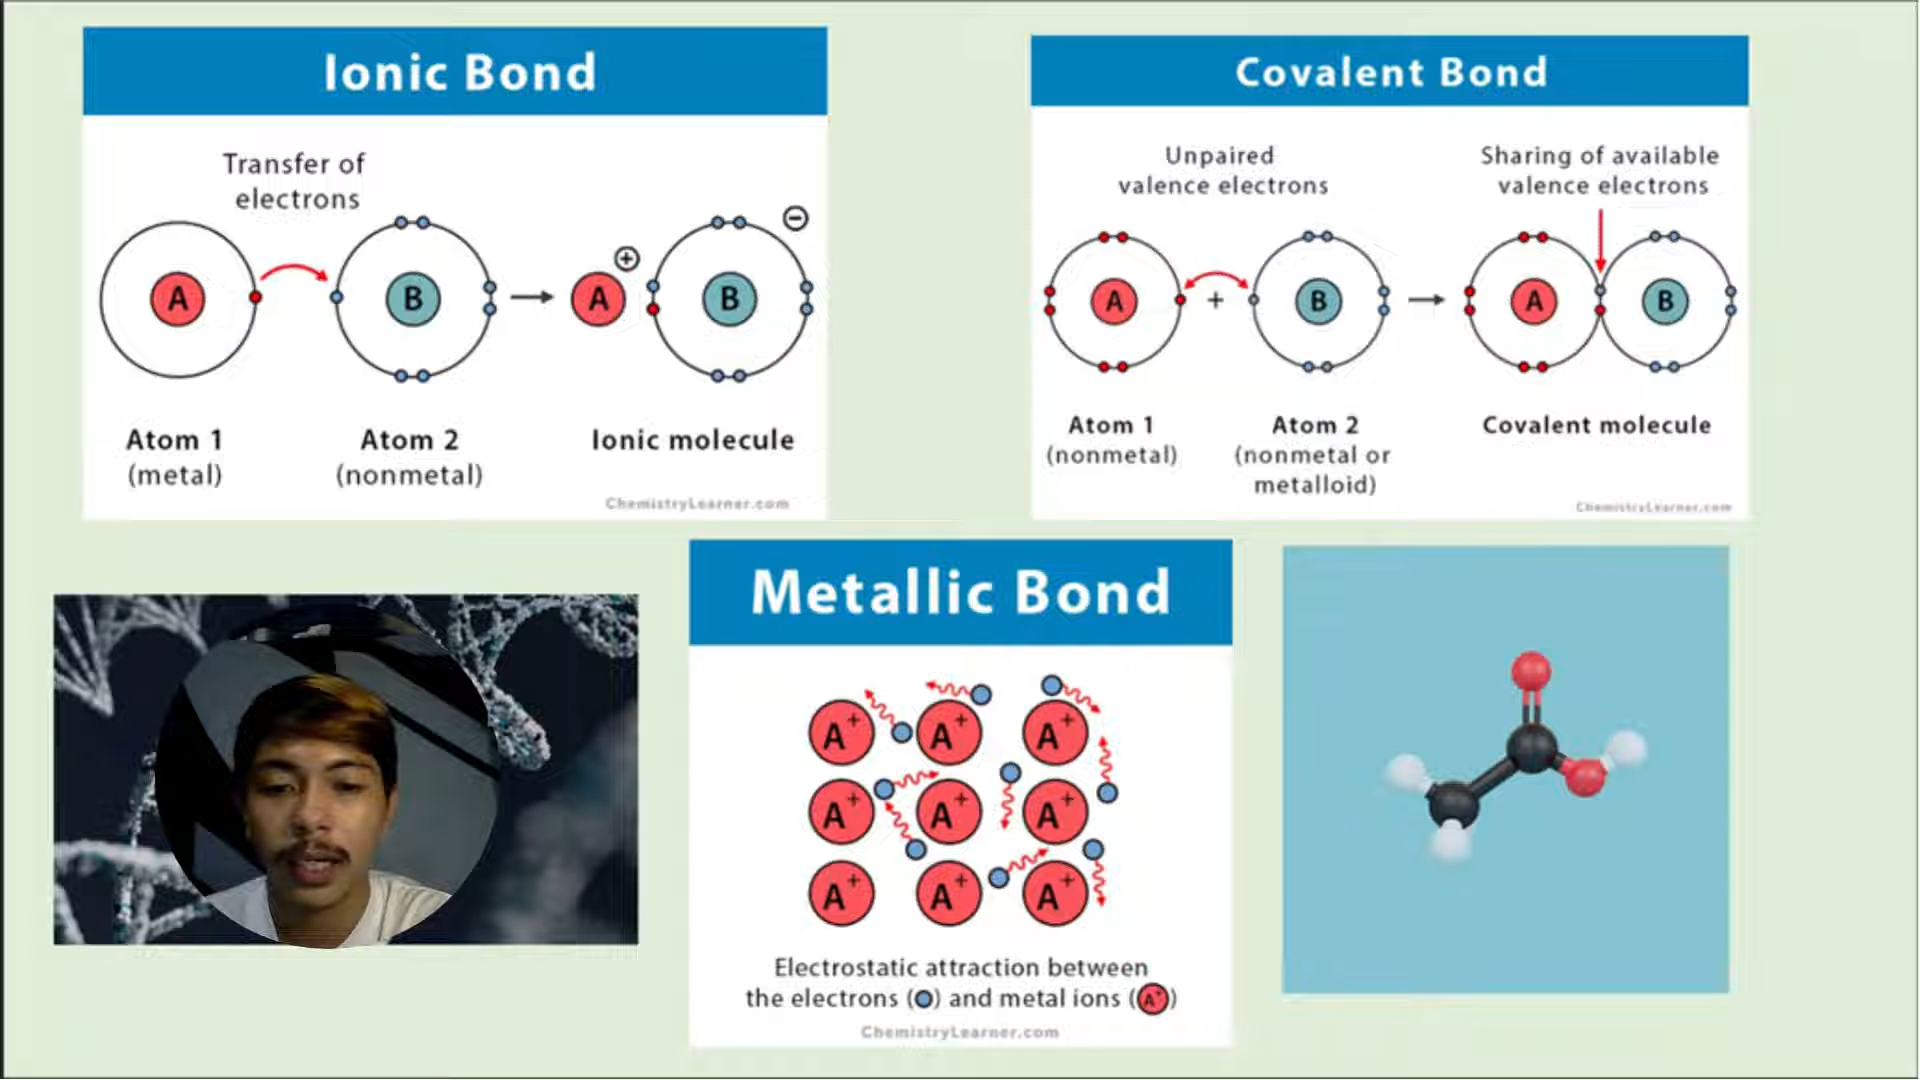 Ionic Bond
Transfer of
electrons
A
B
A
+
B
−
Atom 1
(metal)
Atom 2
(nonmetal)
Ionic molecule
ChemistryLearner.com
Covalent Bond
Unpaired
valence electrons
Sharing of available
valence electrons
A
+
B
A
B
Atom 1
(nonmetal)
Atom 2
(nonmetal or
metalloid)
Covalent molecule
ChemistryLearner.com
Metallic Bond
A+ A+ A+
A+ A+ A+
A+ A+ A+
Electrostatic attraction between
the electrons ( ) and metal ions (A+)
ChemistryLearner.com